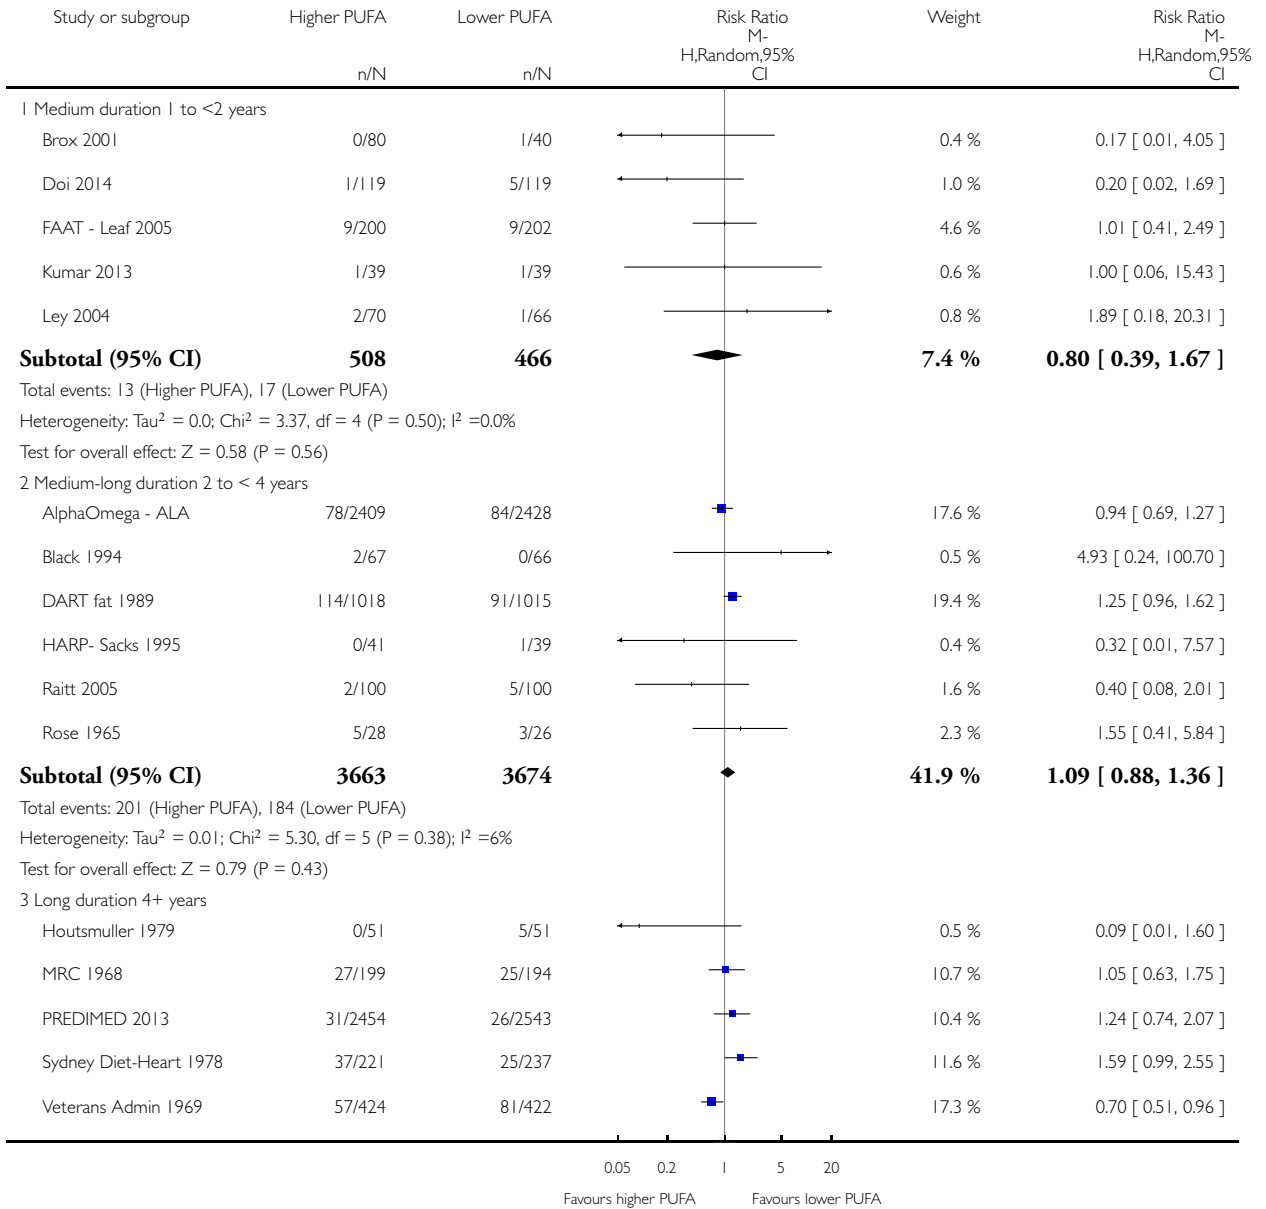 Study or subgroup Higher PUFA Lower PUFA Risk Ratio Weight Risk Ratio
M- M-
H,Random,95% H,Random,95%
n/N n/N CI CI
1 Medium duration 1 to <2 years
Brox 2001 0/80 1/40 0.4 % 0.17 [ 0.01, 4.05 ]
Doi 2014 1/119 5/119 1.0 % 0.20 [ 0.02, 1.69 ]
FAAT - Leaf 2005 9/200 9/202 4.6 % 1.01 [ 0.41, 2.49 ]
Kumar 2013 1/39 1/39 0.6 % 1.00 [ 0.06, 15.43 ]
Ley 2004 2/70 1/66 0.8 % 1.89 [ 0.18, 20.31 ]
Subtotal (95% CI) 508 466 7.4 % 0.80 [ 0.39, 1.67 ]
Total events: 13 (Higher PUFA), 17 (Lower PUFA)
Heterogeneity: Tau² = 0.0; Chi² = 3.37, df = 4 (P = 0.50); I² =0.0%
Test for overall effect: Z = 0.58 (P = 0.56)
2 Medium-long duration 2 to < 4 years
AlphaOmega - ALA 78/2409 84/2428 17.6 % 0.94 [ 0.69, 1.27 ]
Black 1994 2/67 0/66 0.5 % 4.93 [ 0.24, 100.70 ]
DART fat 1989 114/1018 91/1015 19.4 % 1.25 [ 0.96, 1.62 ]
HARP- Sacks 1995 0/41 1/39 0.4 % 0.32 [ 0.01, 7.57 ]
Raitt 2005 2/100 5/100 1.6 % 0.40 [ 0.08, 2.01 ]
Rose 1965 5/28 3/26 2.3 % 1.55 [ 0.41, 5.84 ]
Subtotal (95% CI) 3663 3674 41.9 % 1.09 [ 0.88, 1.36 ]
Total events: 201 (Higher PUFA), 184 (Lower PUFA)
Heterogeneity: Tau² = 0.01; Chi² = 5.30, df = 5 (P = 0.38); I² =6%
Test for overall effect: Z = 0.79 (P = 0.43)
3 Long duration 4+ years
Houtsmuller 1979 0/51 5/51 0.5 % 0.09 [ 0.01, 1.60 ]
MRC 1968 27/199 25/194 10.7 % 1.05 [ 0.63, 1.75 ]
PREDIMED 2013 31/2454 26/2543 10.4 % 1.24 [ 0.74, 2.07 ]
Sydney Diet-Heart 1978 37/221 25/237 11.6 % 1.59 [ 0.99, 2.55 ]
Veterans Admin 1969 57/424 81/422 17.3 % 0.70 [ 0.51, 0.96 ]
0.05 0.2 1 5 20
Favours higher PUFA Favours lower PUFA